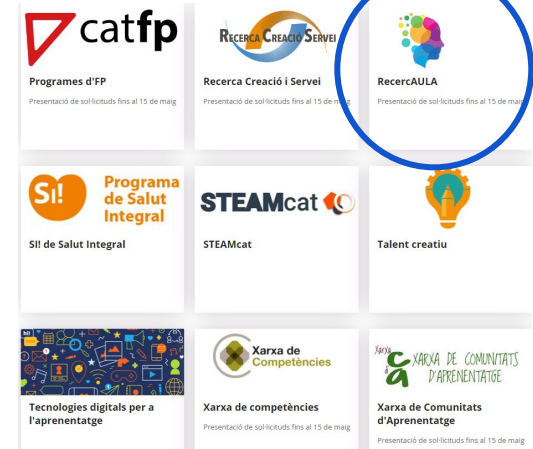 catfp
Programes d'FP
Presentació de sol·licituds fins al 15 de maig
RECERCA CREACIÓ SERVEI
Recerca Creació i Servei
Presentació de sol·licituds fins al 15 de maig
RecercAULA
Presentació de sol·licituds fins al 15 de maig
SI!
Programa
de Salut
Integral
SI! de Salut Integral
STEAMcat
STEAMcat
Talent creatiu
hi!
Tecnologies digitals per a
l'aprenentatge
Xarxa de
Competències
Xarxa de competències
Presentació de sol·licituds fins al 15 de maig
Xarxa
CA
XARXA DE COMUNITATS
D'APRENENTATGE
Xarxa de Comunitats
d'Aprenentatge
Presentació de sol·licituds fins al 15 de maig